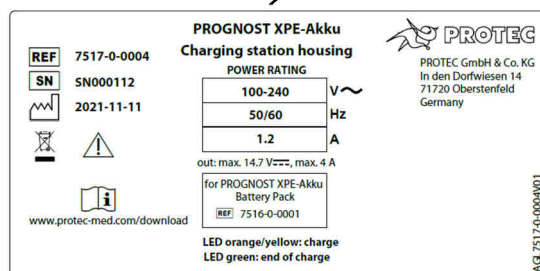 PROGNOST XPE-Akku
Charging station housing
REF 7517-0-0004
SN SN000112
2021-11-11
www.protec-med.com/download
POWER RATING
100-240 V~
50/60 Hz
1.2 A
out: max. 14.7 V⎓, max. 4 A
for PROGNOST XPE-Akku
Battery Pack
REF 7516-0-0001
LED orange/yellow: charge
LED green: end of charge
PROTEC
PROTEC GmbH & Co. KG
In den Dorfwiesen 14
71720 Oberstenfeld
Germany
AGL7517-0-0004V01